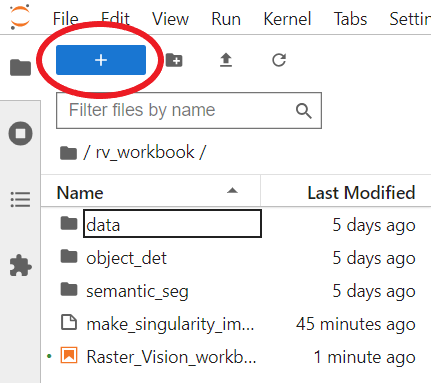 File Edit View Run Kernel Tabs Settin
+
Filter files by name
/ rv_workbook /
Name Last Modified
data 5 days ago
object_det 5 days ago
semantic_seg 5 days ago
make_singularity_im... 45 minutes ago
Raster_Vision_workb... 1 minute ago